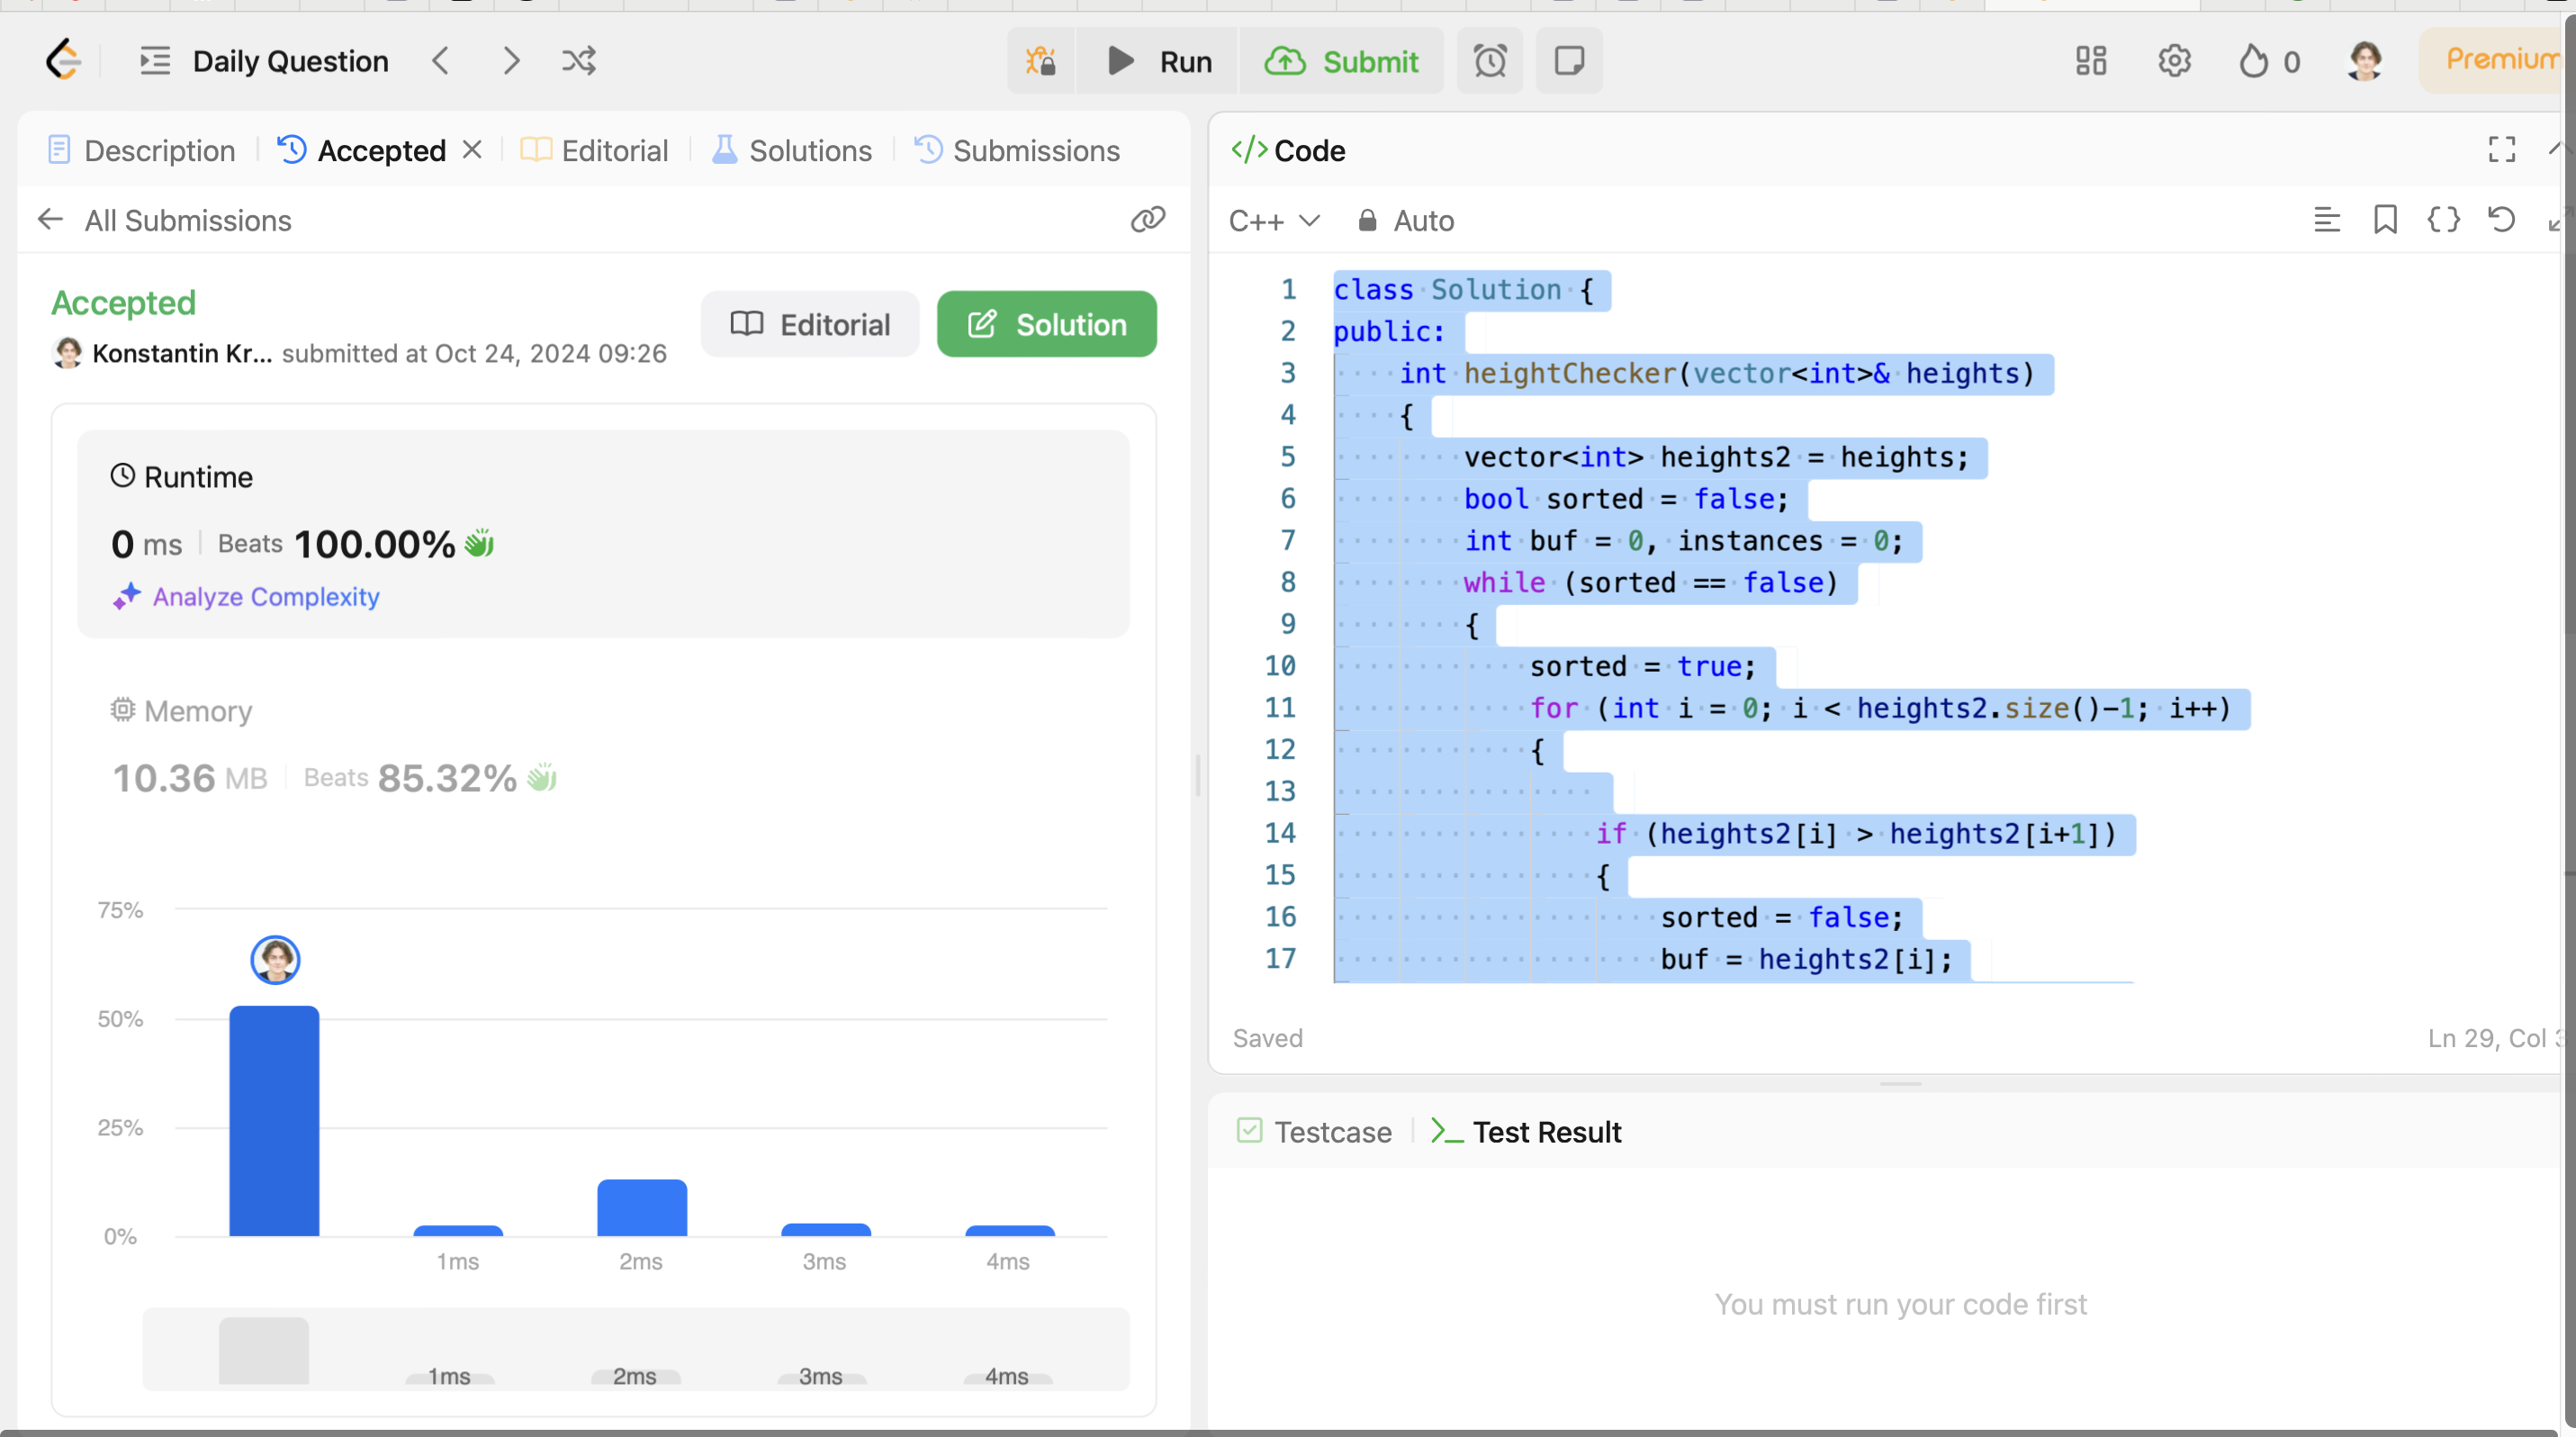 Daily Question
Run
Submit
0
Premium
Description
Accepted
Editorial
Solutions
Submissions
All Submissions
Accepted
Konstantin Kr... submitted at Oct 24, 2024 09:26
Editorial
Solution
Runtime
0 ms
Beats 100.00%
Analyze Complexity
Memory
10.36 MB
Beats 85.32%
75%
50%
25%
0%
1ms
2ms
3ms
4ms
1ms
2ms
3ms
4ms
</> Code
C++
Auto
1 class Solution {
2 public:
3 int heightChecker(vector<int>& heights)
4 {
5 vector<int> heights2 = heights;
6 bool sorted = false;
7 int buf = 0, instances = 0;
8 while (sorted == false)
9 {
10 sorted = true;
11 for (int i = 0; i < heights2.size()-1; i++)
12 {
13
14 if (heights2[i] > heights2[i+1])
15 {
16 sorted = false;
17 buf = heights2[i];
Saved
Ln 29, Col
Testcase
Test Result
You must run your code first